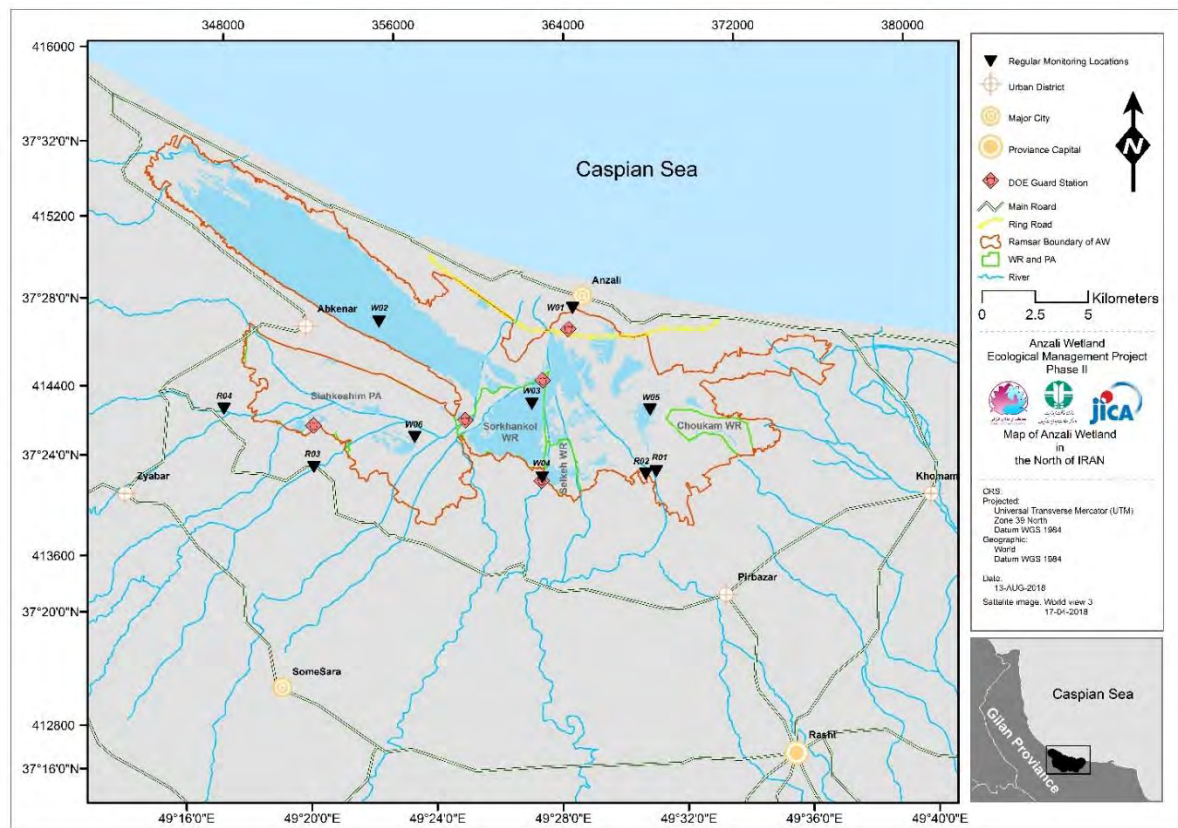 348000 356000 364000 372000 380000
416000
37°32'0"N
415200
37°28'0"N
414400
37°24'0"N
413600
37°20'0"N
412800
37°16'0"N
49°16'0"E 49°20'0"E 49°24'0"E 49°28'0"E 49°32'0"E 49°36'0"E 49°40'0"E
Caspian Sea
Anzali
W01
Abkenar
W02
R04
Siahkeshim PA
W03
W05
Sorkhankol
WR
Choukam WR
W06
R03
W04
Selkeh WR
R02
R01
Zyabar
Khomam
Pirbazar
SomeSara
Rasht
Regular Monitoring Locations
Urban District
Major City
Proviance Capital
DOE Guard Station
Main Roard
Ring Road
Ramsar Boundary of AW
WR and PA
River
N
0 2.5 5 Kilometers
Anzali Wetland
Ecological Management Project
Phase II
JICA
Map of Anzali Wetland
in
the North of IRAN
CRS:
Projected:
Universal Transverse Mercator (UTM)
Zone 39 North
Datum WGS 1984
Geographic:
World
Datum WGS 1984
Date:
13-AUG-2018
Sattelite image: World view 3
17-04-2018
Caspian Sea
Gilan Proviance